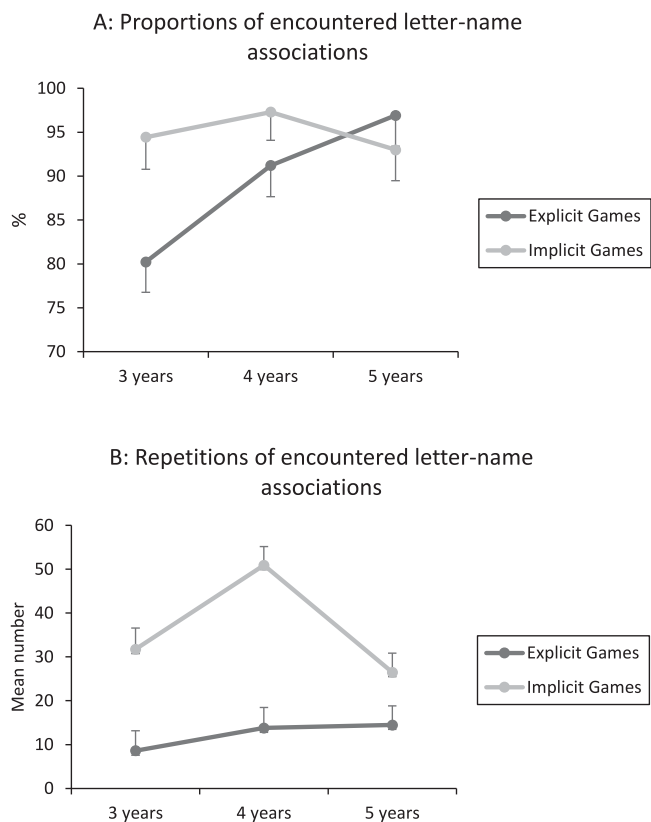 A: Proportions of encountered letter-name
associations
100
95
90
85
80
75
70
%
3 years
4 years
5 years
Explicit Games
Implicit Games
B: Repetitions of encountered letter-name
associations
60
50
40
30
20
10
0
Mean number
3 years
4 years
5 years
Explicit Games
Implicit Games